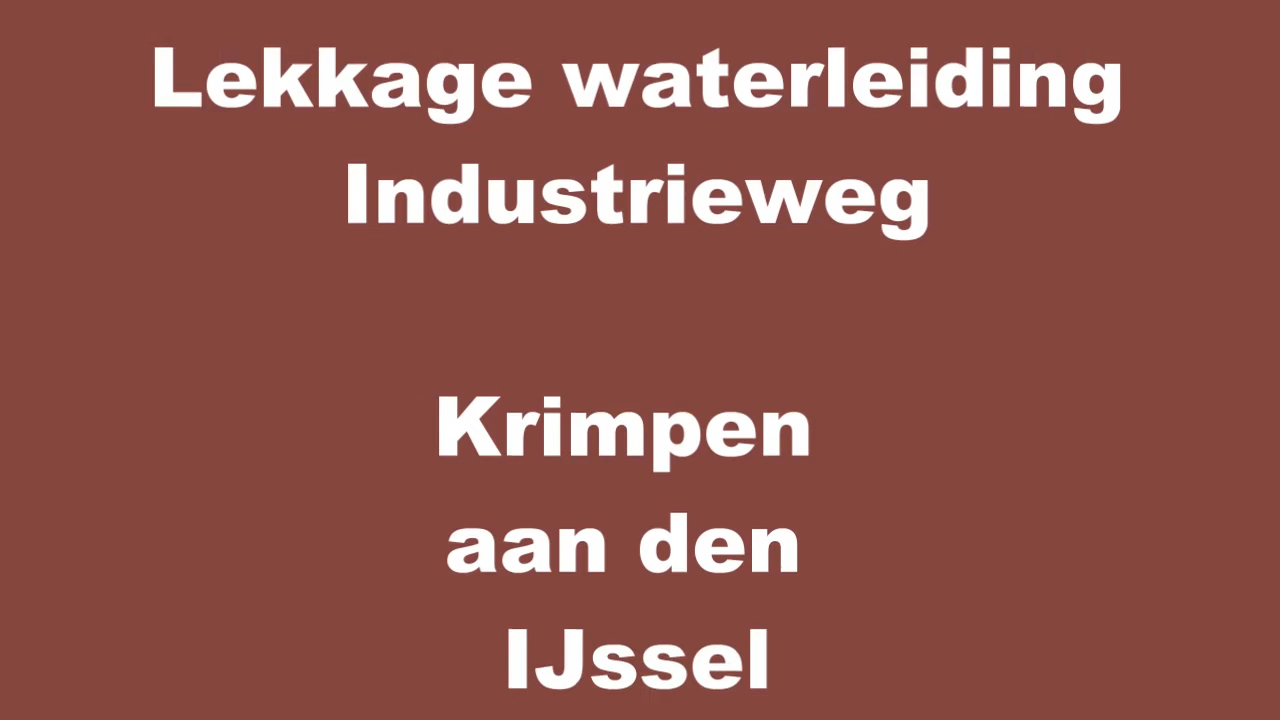 Lekkage waterleiding
Industrieweg
Krimpen
aan den
IJssel